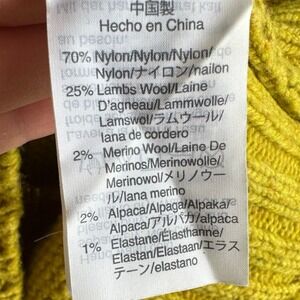 中国製
Hecho en China
70% Nylon/Nylon/Nylon/
Nylon/ナイロン/nailon
25% Lambs Wool/Laine
D'agneau/Lammwolle/
Lamswol/ラムウール/
lana de cordero
2% Merino Wool/Laine De
Merinos/Merinowolle/
Merinowol/メリノウー
ル/lana merino
2% Alpaca/Alpaga/Alpaka/
Alpaca/アルパカ/alpaca
1% Elastane/Elasthanne/
Elastan/Elastaan/エラス
テーン/elastano